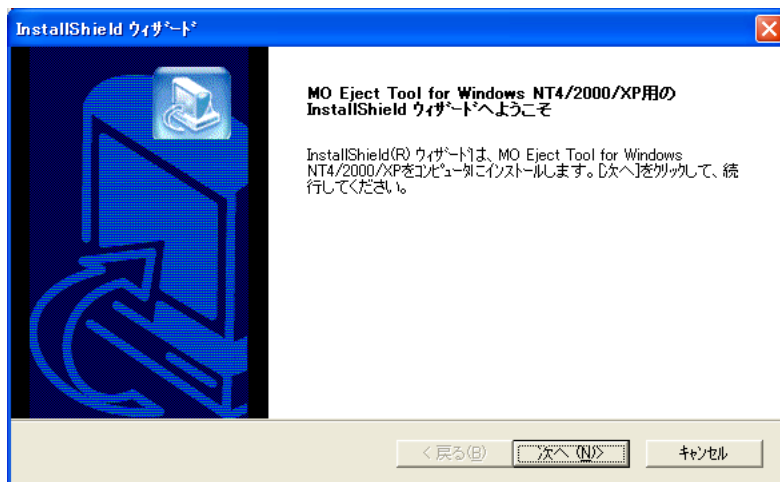 InstallShield ウィザード
MO Eject Tool for Windows NT4/2000/XP用の
InstallShield ウィザードへようこそ
InstallShield(R) ウィザードは、MO Eject Tool for Windows
NT4/2000/XPをコンピュータにインストールします。[次へ]をクリックして、続
行してください。
< 戻る(B) 次へ(N)> キャンセル